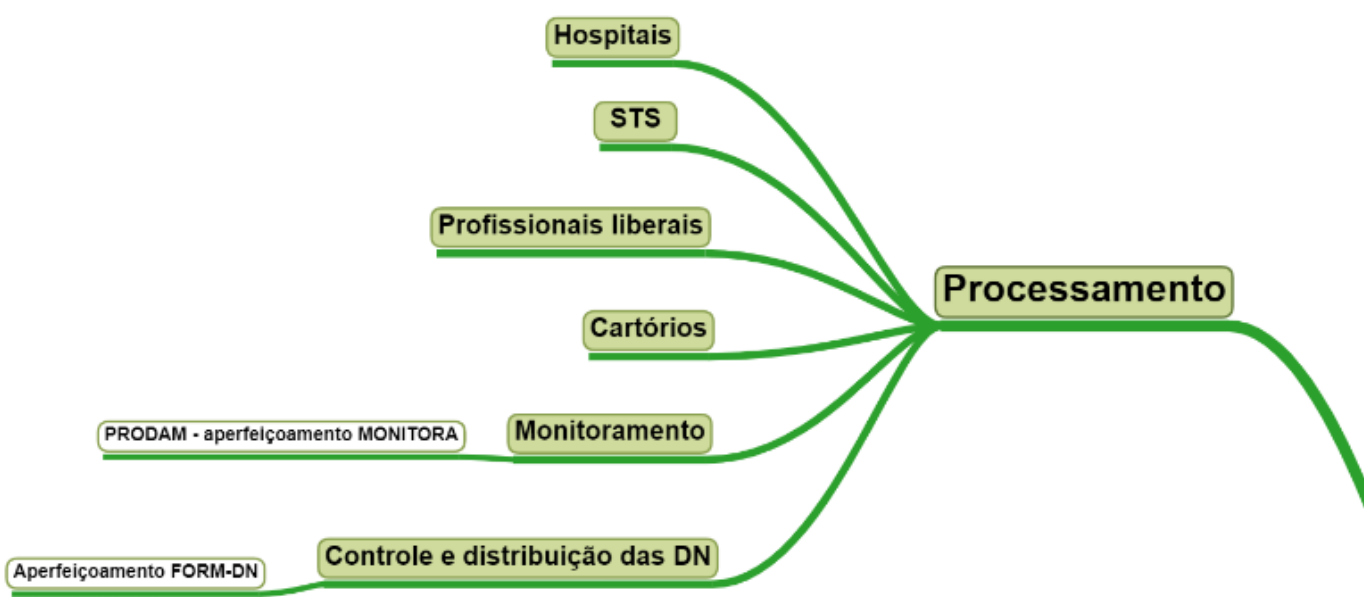 Hospitais
STS
Profissionais liberais
Processamento
Cartórios
PRODAM - aperfeiçoamento MONITORA
Monitoramento
Controle e distribuição das DN
Aperfeiçoamento FORM-DN